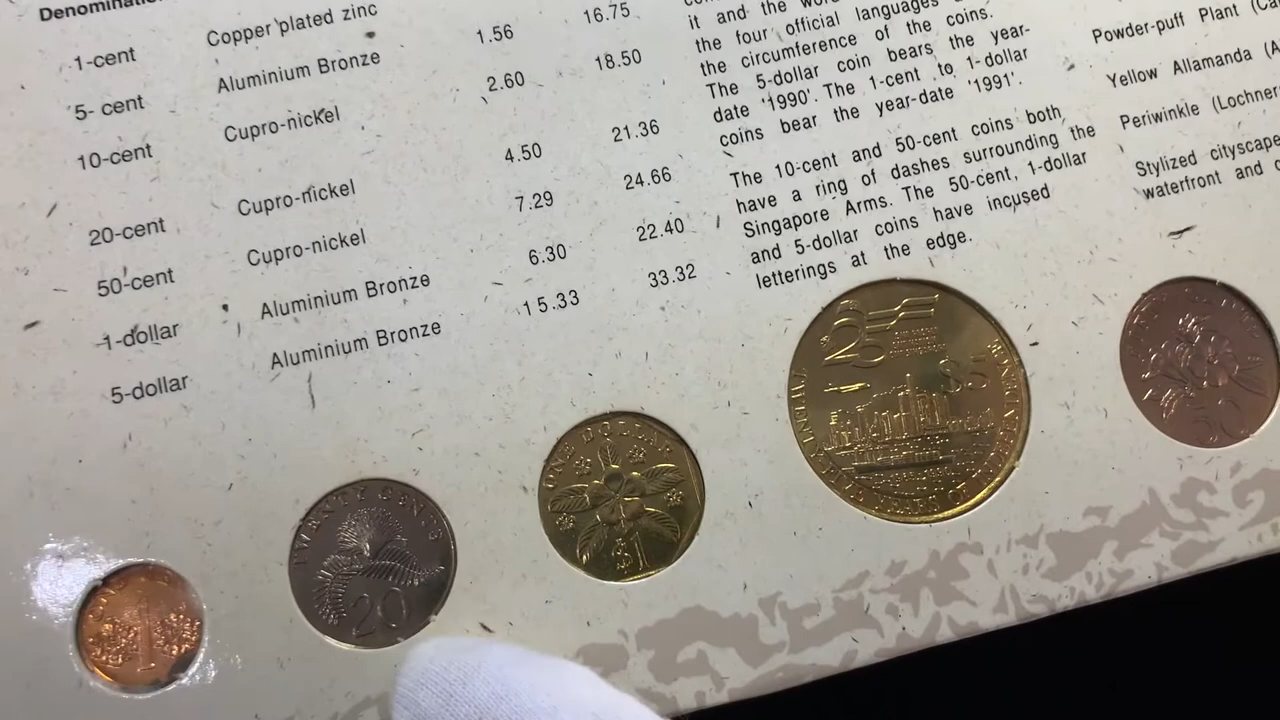 Denominatio
1-cent
5- cent
10-cent
20-cent
50-cent
1-dollar
5-dollar
Copper plated zinc
Aluminium Bronze
Cupro-nickel
Cupro-nickel
Cupro-nickel
Aluminium Bronze
Aluminium Bronze
1.56
2.60
4.50
7.29
6.30
15.33
16.75
18.50
21.36
24.66
22.40
33.32
it and the
the four official languages
the circumference of the coins.
The 5-dollar coin bears the year-
date '1990'. The 1-cent to 1-dollar
coins bear the year-date '1991'.
The 10-cent and 50-cent coins both
have a ring of dashes surrounding the
Singapore Arms. The 50-cent, 1-dollar
and 5-dollar coins have incused
letterings at the edge.
Powder-puff Plant (Ca
Yellow Allamanda (A
Periwinkle (Lochner
Stylized cityscape
waterfront and
1
TWENTY CENTS
20
ONE DOLLAR
$1
25
$5
TWENTY-FIVE YEARS OF INDEPENDENCE
50